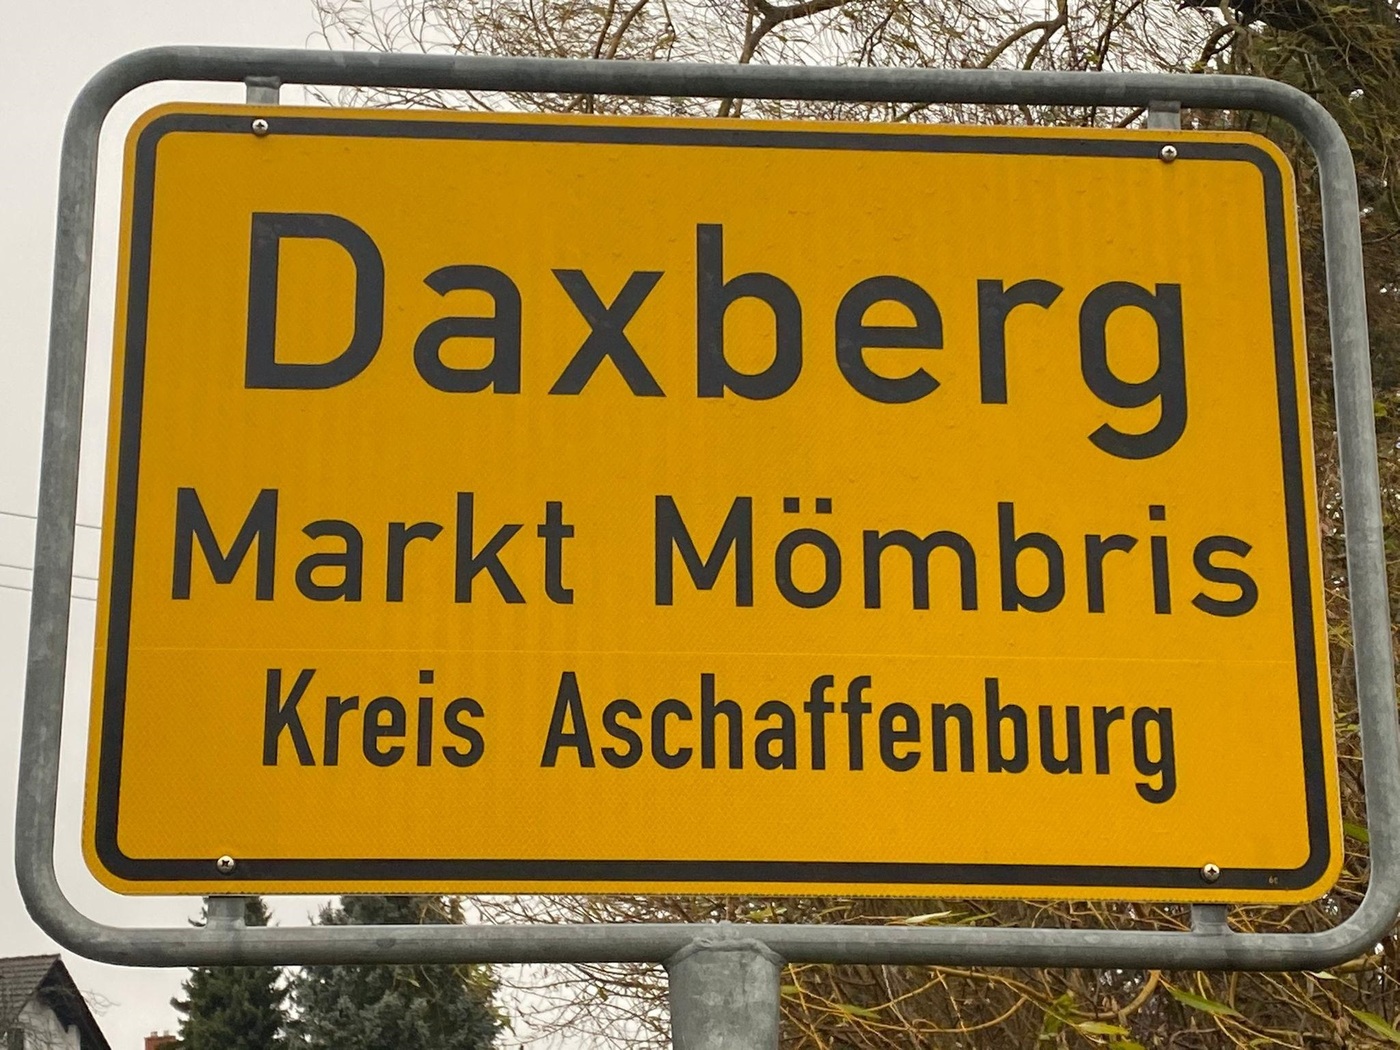 Daxberg
Markt Mömbris
Kreis Aschaffenburg